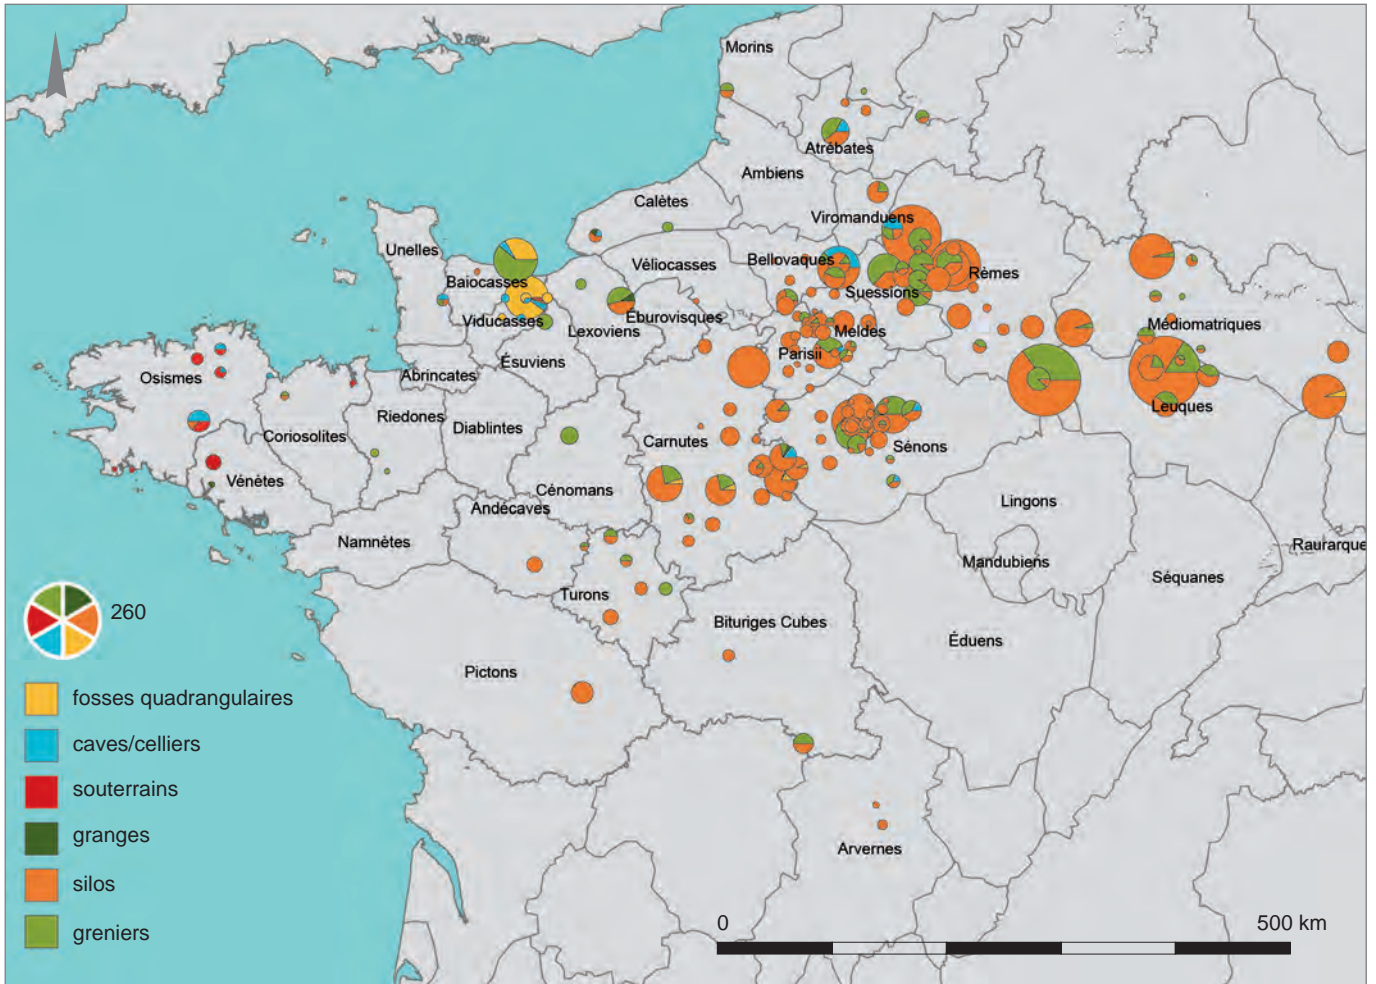 Morins
Atrébates
Ambiens
Calètes
Viromanduens
Unelles
Bellovaques
Véliocasses
Rèmes
Baiocasses
Suessions
Viducasses
Lexoviens
Éburovisques
Meldes
Médiomatriques
Parisii
Ésuviens
Abrincates
Osismes
Leuques
Riedones
Diablintes
Coriosolites
Carnutes
Sénons
Vénètes
Cénomans
Lingons
Andécaves
Namnètes
Raurarque
Mandubiens
Séquanes
Turons
Bituriges Cubes
Éduens
Pictons
Arvernes
260
fosses quadrangulaires
caves/celliers
souterrains
granges
silos
greniers
0 500 km